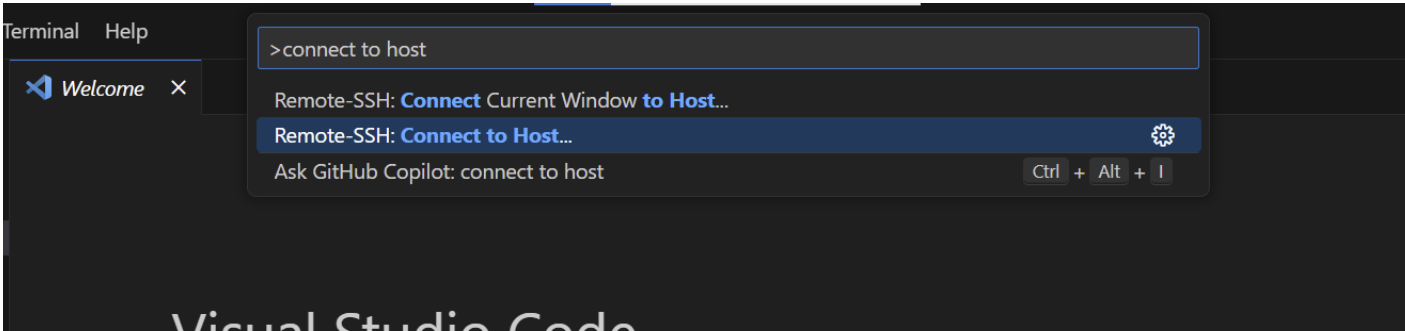 Terminal Help
>connect to host
Welcome
Remote-SSH: Connect Current Window to Host...
Remote-SSH: Connect to Host...
Ask GitHub Copilot: connect to host Ctrl + Alt + I
Visual Studio Code